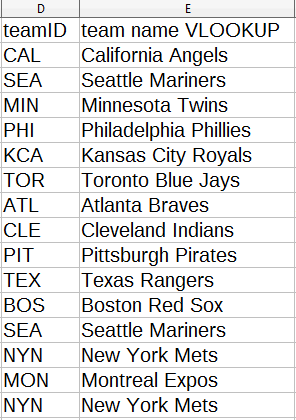 D E
teamID team name VLOOKUP
CAL California Angels
SEA Seattle Mariners
MIN Minnesota Twins
PHI Philadelphia Phillies
KCA Kansas City Royals
TOR Toronto Blue Jays
ATL Atlanta Braves
CLE Cleveland Indians
PIT Pittsburgh Pirates
TEX Texas Rangers
BOS Boston Red Sox
SEA Seattle Mariners
NYN New York Mets
MON Montreal Expos
NYN New York Mets